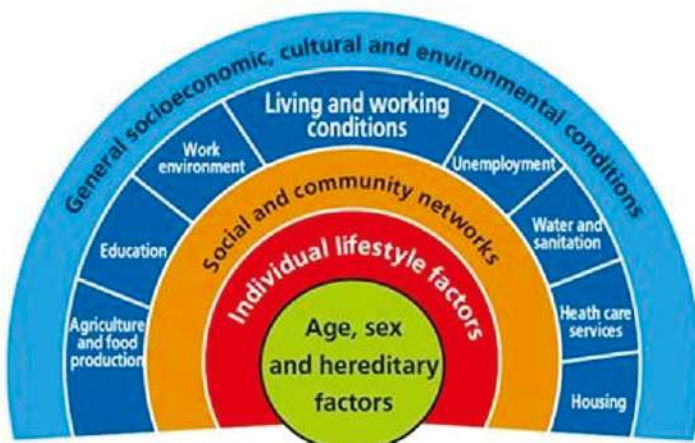 General socioeconomic, cultural and environmental conditions
Living and working
conditions
Work
environment
Unemployment
Education
Water and
sanitation
Agriculture
and food
production
Heath care
services
Housing
Social and community networks
Individual lifestyle factors
Age, sex
and hereditary
factors